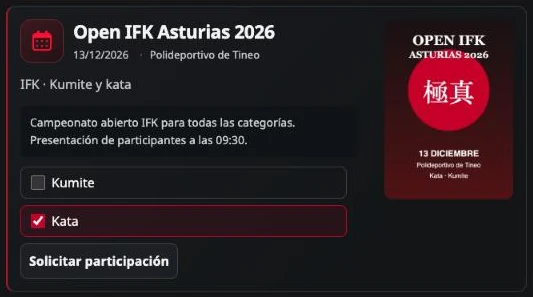 Open IFK Asturias 2026
13/12/2026 · Polideportivo de Tineo
IFK · Kumite y kata
Campeonato abierto IFK para todas las categorías.
Presentación de participantes a las 09:30.
Kumite
Kata
Solicitar participación
OPEN IFK
ASTURIAS 2026
極真
13 DICIEMBRE
Polideportivo de Tineo
Kata · Kumite